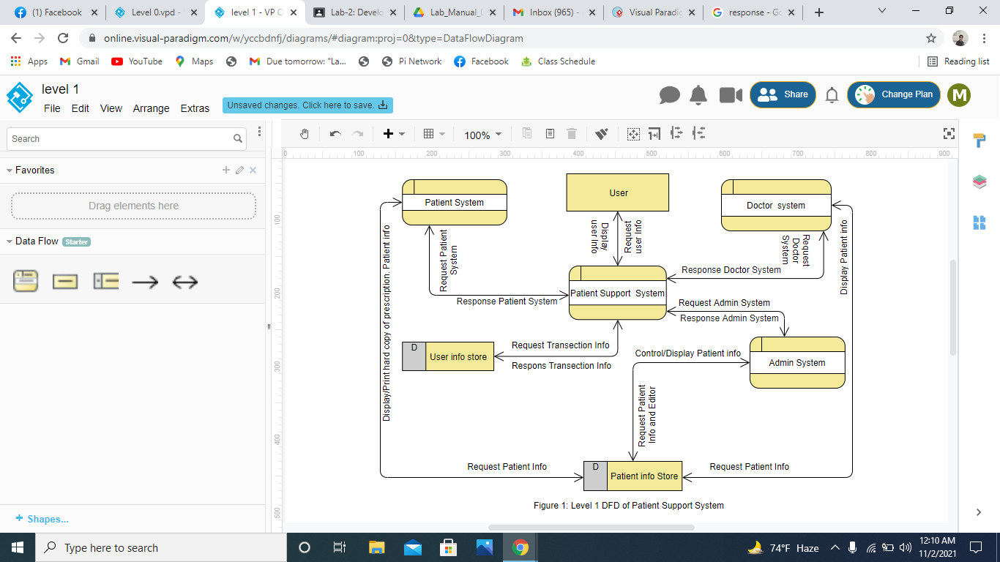 (1) Facebook
Level 0.vpd -
level 1 - VP O
Lab-2: Develo
Lab_Manual_
Inbox (965) -
Visual Paradig
response - Go
online.visual-paradigm.com/w/yccbdnfj/diagrams/#diagram:proj=0&type=DataFlowDiagram
Apps
Gmail
YouTube
Maps
Due tomorrow: "La...
Pi Network
Facebook
Class Schedule
Reading list
level 1
File Edit View Arrange Extras
Unsaved changes. Click here to save.
Share
Change Plan
M
Search
100%
Favorites
Drag elements here
Data Flow Starter
+ Shapes...
0 100 200 300 400 500 600 700 800 900
100
200
300
400
500
Patient System
User
Doctor system
Display/Print hard copy of prescription. Patient info
Request Patient
System
Display
user Info
Request
user Info
Request
Doctor
System
Display Patient info
Response Doctor System
Patient Support System
Response Patient System
Request Admin System
Response Admin System
D
User info store
Request Transection Info
Respons Transection Info
Control/Display Patient info
Admin System
Request Patient
Info and Editor
Request Patient Info
D
Patient info Store
Request Patient Info
Figure 1: Level 1 DFD of Patient Support System
Type here to search
74°F Haze
12:10 AM
11/2/2021